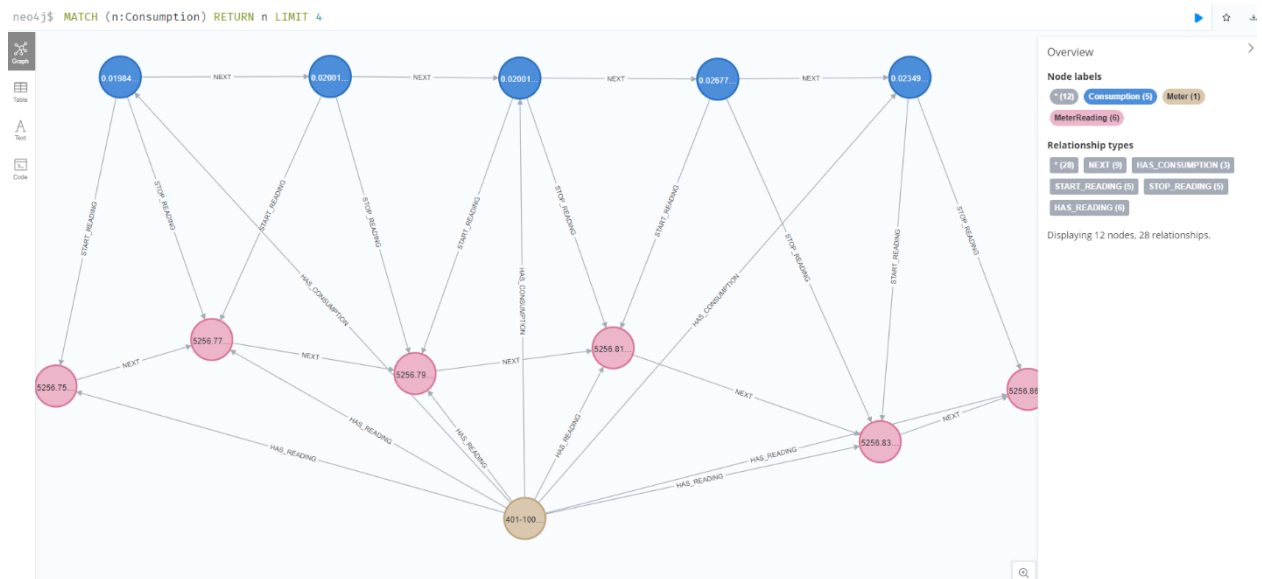 neo4j$ MATCH (n:Consumption) RETURN n LIMIT 4
Graph
Table
Text
Code
0.01984...
NEXT
0.02001...
NEXT
0.02001...
NEXT
0.02677...
NEXT
0.02349...
START_READING
STOP_READING
START_READING
STOP_READING
START_READING
STOP_READING
START_READING
STOP_READING
START_READING
STOP_READING
HAS_CONSUMPTION
HAS_CONSUMPTION
HAS_CONSUMPTION
5256.75...
NEXT
5256.77...
NEXT
5256.79...
NEXT
5256.81...
NEXT
5256.83...
NEXT
5256.86
HAS_READING
HAS_READING
HAS_READING
HAS_READING
HAS_READING
HAS_READING
401-100...
Overview
Node labels
* (12) Consumption (5) Meter (1)
MeterReading (6)
Relationship types
* (28) NEXT (9) HAS_CONSUMPTION (3)
START_READING (5) STOP_READING (5)
HAS_READING (6)
Displaying 12 nodes, 28 relationships.